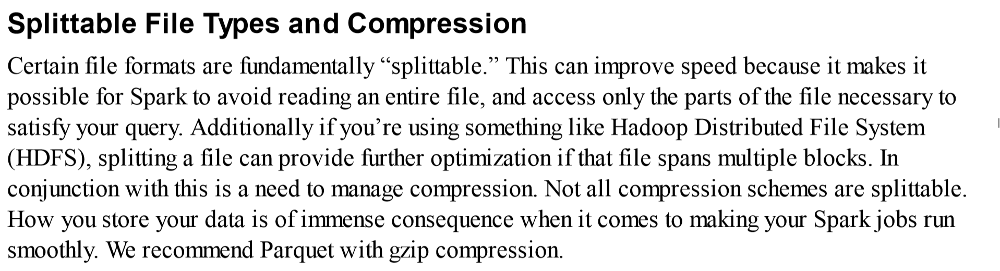 Splittable File Types and Compression
Certain file formats are fundamentally “splittable.” This can improve speed because it makes it
possible for Spark to avoid reading an entire file, and access only the parts of the file necessary to
satisfy your query. Additionally if you’re using something like Hadoop Distributed File System
(HDFS), splitting a file can provide further optimization if that file spans multiple blocks. In
conjunction with this is a need to manage compression. Not all compression schemes are splittable.
How you store your data is of immense consequence when it comes to making your Spark jobs run
smoothly. We recommend Parquet with gzip compression.